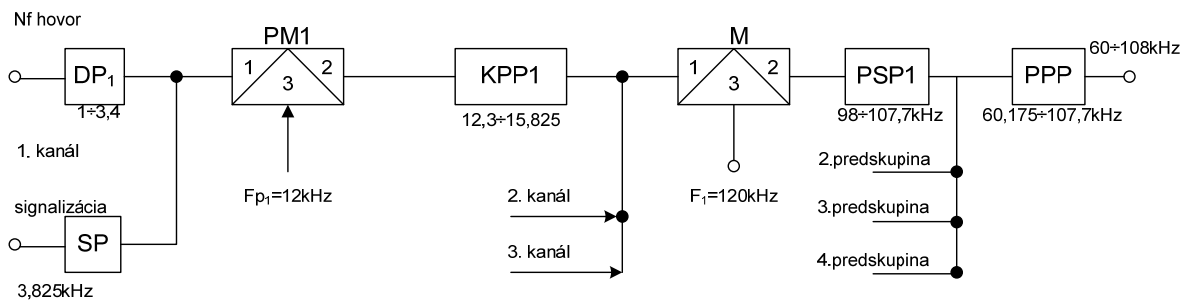 Nf hovor
DP1
1÷3,4
1. kanál
signalizácia
SP
3,825kHz
PM1
1
2
3
Fp1=12kHz
KPP1
12,3÷15,825
2. kanál
3. kanál
M
1
2
3
F1=120kHz
PSP1
98÷107,7kHz
2.predskupina
3.predskupina
4.predskupina
PPP
60,175÷107,7kHz
60÷108kHz